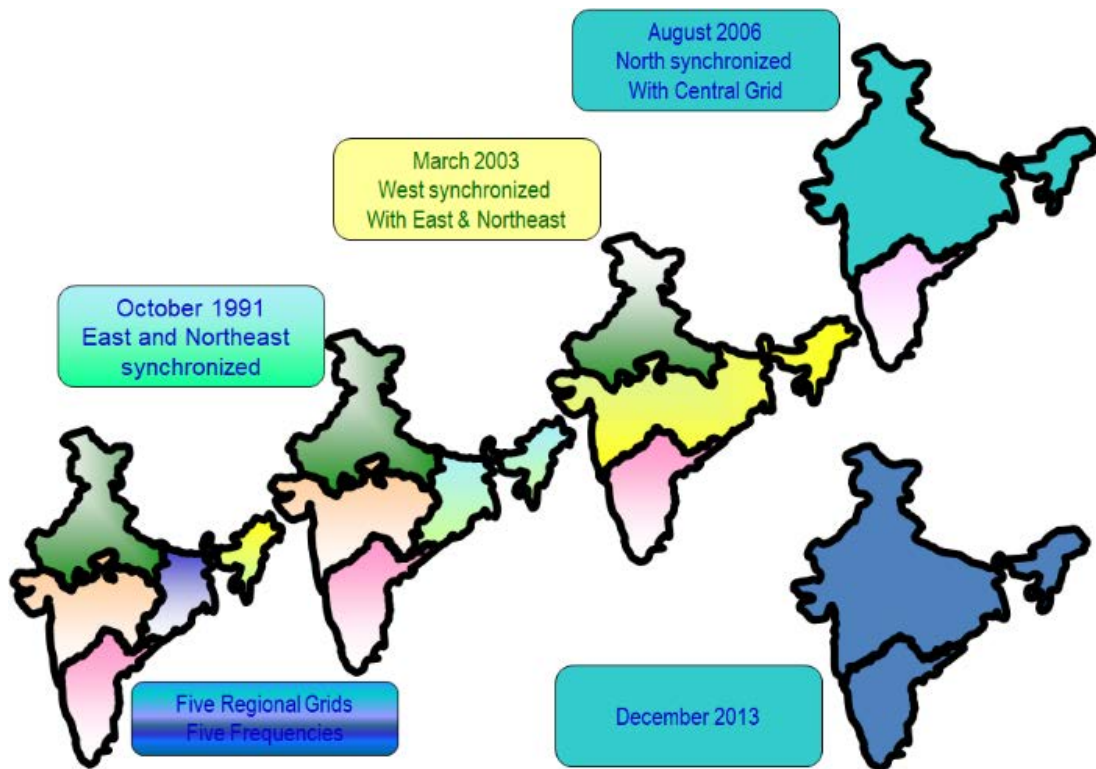 August 2006
North synchronized
With Central Grid
March 2003
West synchronized
With East & Northeast
October 1991
East and Northeast
synchronized
Five Regional Grids
Five Frequencies
December 2013